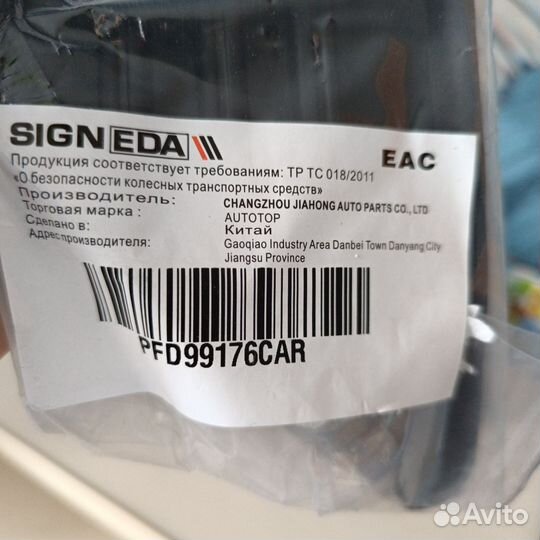 SIGNEDA
EAC
Продукция соответствует требованиям: ТР ТС 018/2011
«О.безопасности колесных транспортных средств»
Производитель: CHANGZHOU JIAHONG AUTO PARTS CO., LTD
Торговая марка : AUTOTOP
Сделано в: Китай
Адрес производителя: Gaoqiao Industry Area Danbei Town Danyang City
Jiangsu Province
PFD99176CAR
Avito